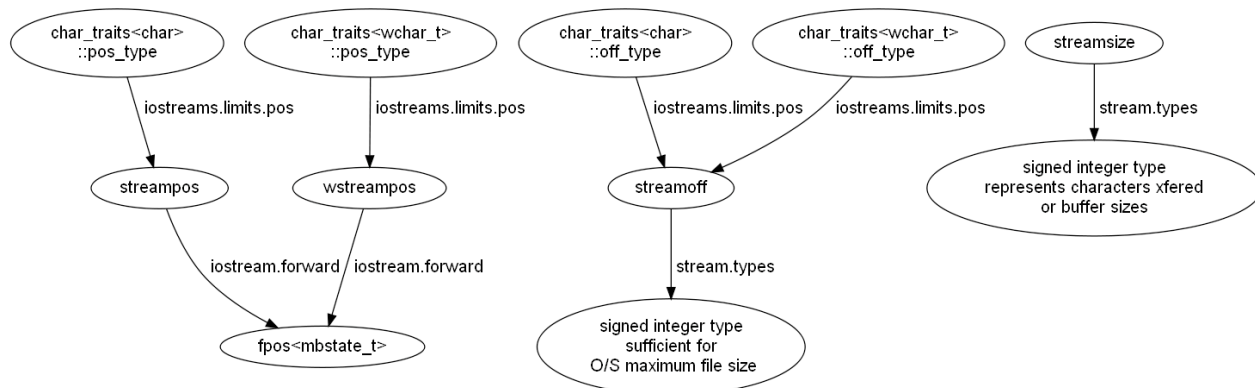 char_traits<char>
::pos_type
char_traits<wchar_t>
::pos_type
char_traits<char>
::off_type
char_traits<wchar_t>
::off_type
streamsize
iostreams.limits.pos
iostreams.limits.pos
iostreams.limits.pos
iostreams.limits.pos
stream.types
streampos
wstreampos
streamoff
signed integer type
represents characters xfered
or buffer sizes
iostream.forward
iostream.forward
stream.types
fpos<mbstate_t>
signed integer type
sufficient for
O/S maximum file size